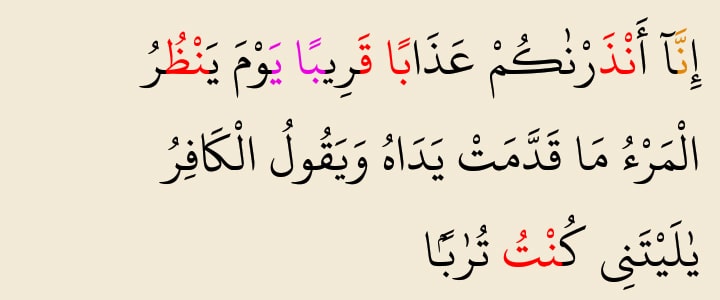 إِنَّآ أَنْذَرْنٰكُمْ عَذَابًا قَرِيبًا يَوْمَ يَنْظُرُ
الْمَرْءُ مَا قَدَّمَتْ يَدَاهُ وَيَقُولُ الْكَافِرُ
يٰلَيْتَنِى كُنْتُ تُرٰبًۢا